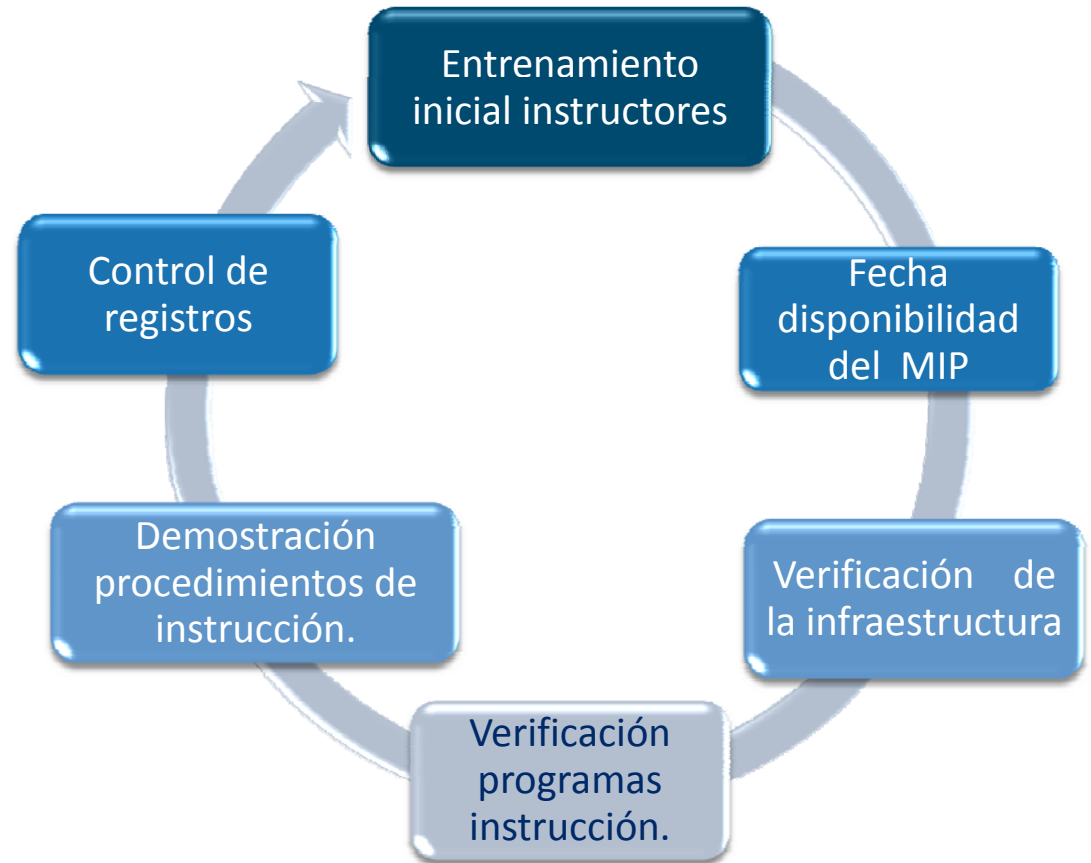 Entrenamiento
inicial instructores
Fecha
disponibilidad
del MIP
Verificación de
la infraestructura
Verificación
programas
instrucción.
Demostración
procedimientos de
instrucción.
Control de
registros